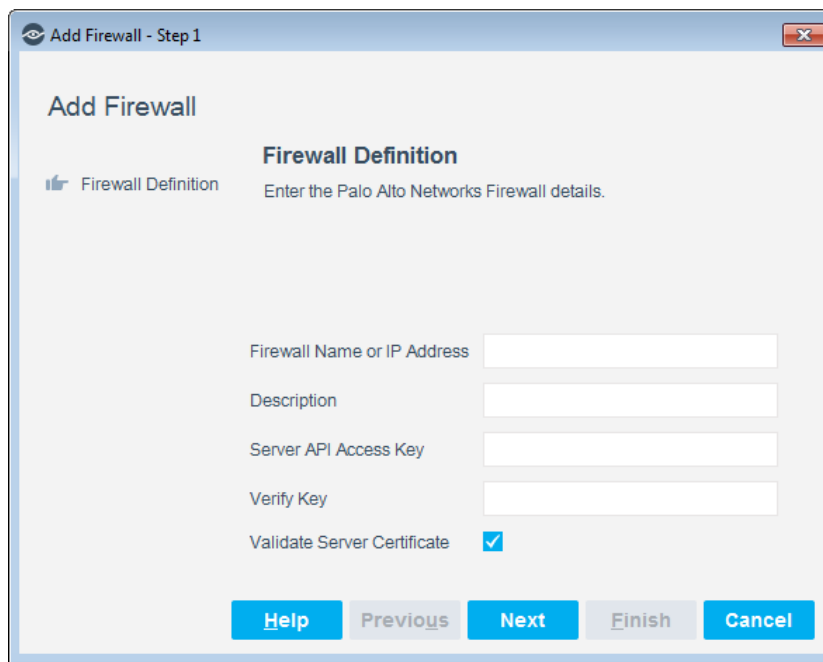 Add Firewall - Step 1
Add Firewall
Firewall Definition
Firewall Definition
Enter the Palo Alto Networks Firewall details.
Firewall Name or IP Address
Description
Server API Access Key
Verify Key
Validate Server Certificate
Help Previous Next Finish Cancel